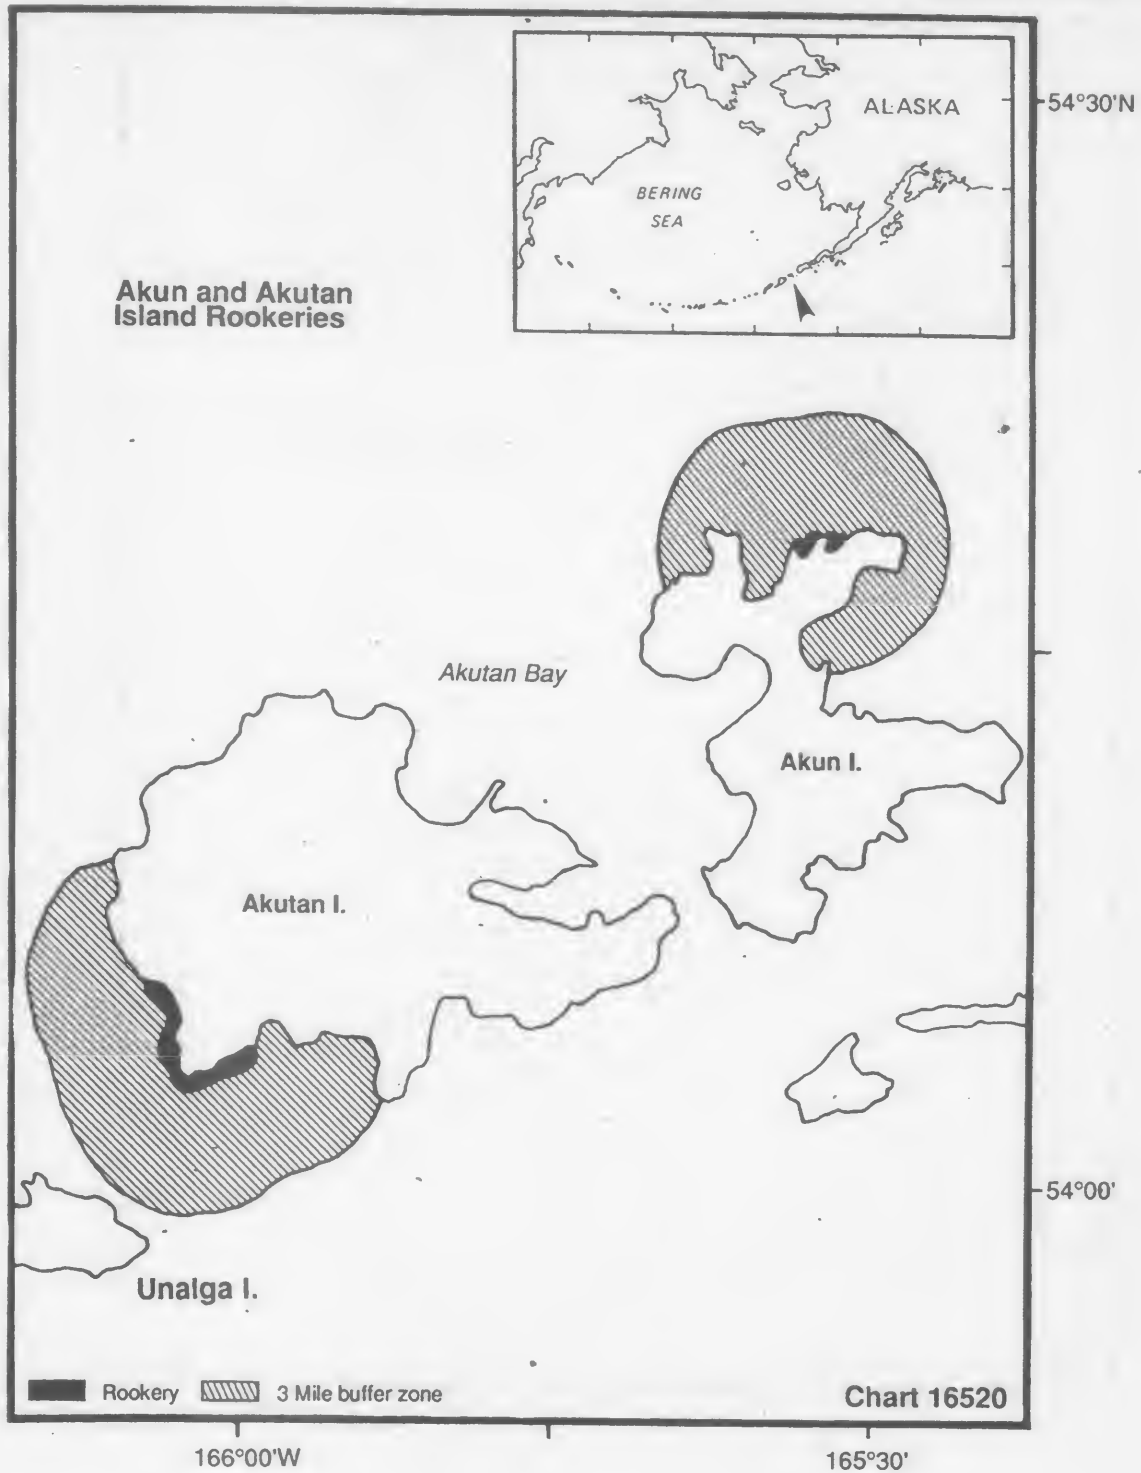 ALASKA
54°30'N
BERING
SEA
Akun and Akutan
Island Rookeries
Akutan Bay
Akun I.
Akutan I.
54°00'
Unalga I.
Rookery
3 Mile buffer zone
Chart 16520
166°00'W
165°30'